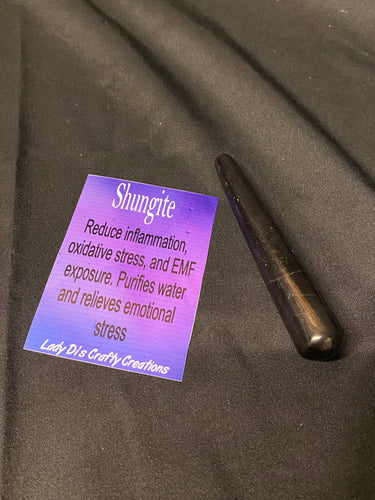 Shungite
Reduce inflammation,
oxidative stress, and EMF
exposure. Purifies water
and relieves emotional
stress
Lady Di's Crafty Creations